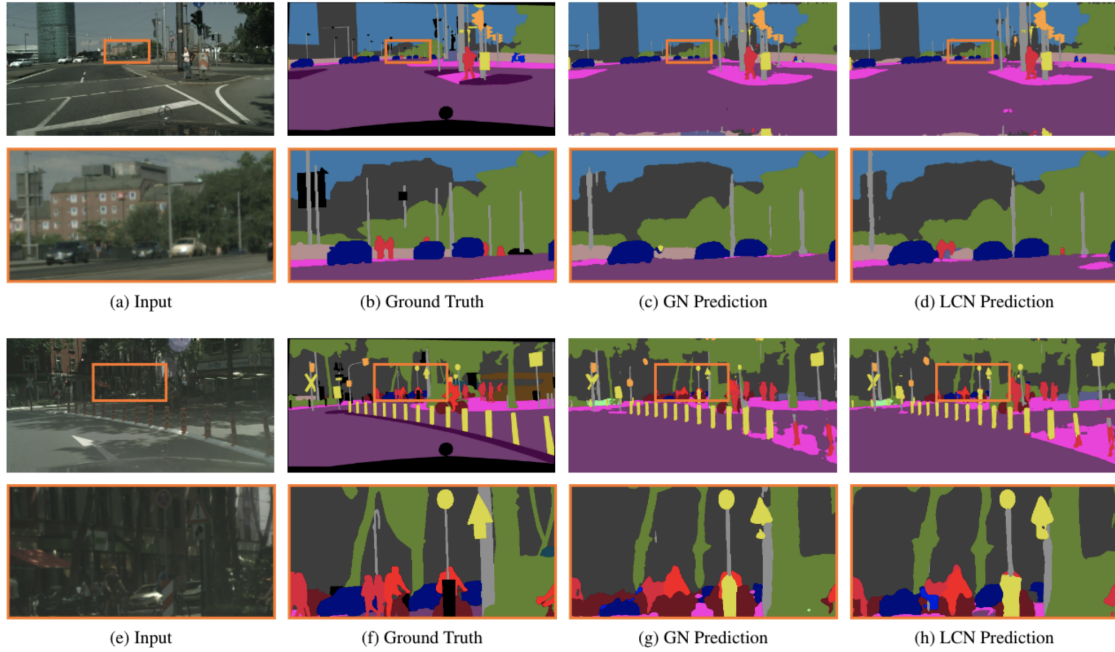 (a) Input
(b) Ground Truth
(c) GN Prediction
(d) LCN Prediction
(e) Input
(f) Ground Truth
(g) GN Prediction
(h) LCN Prediction